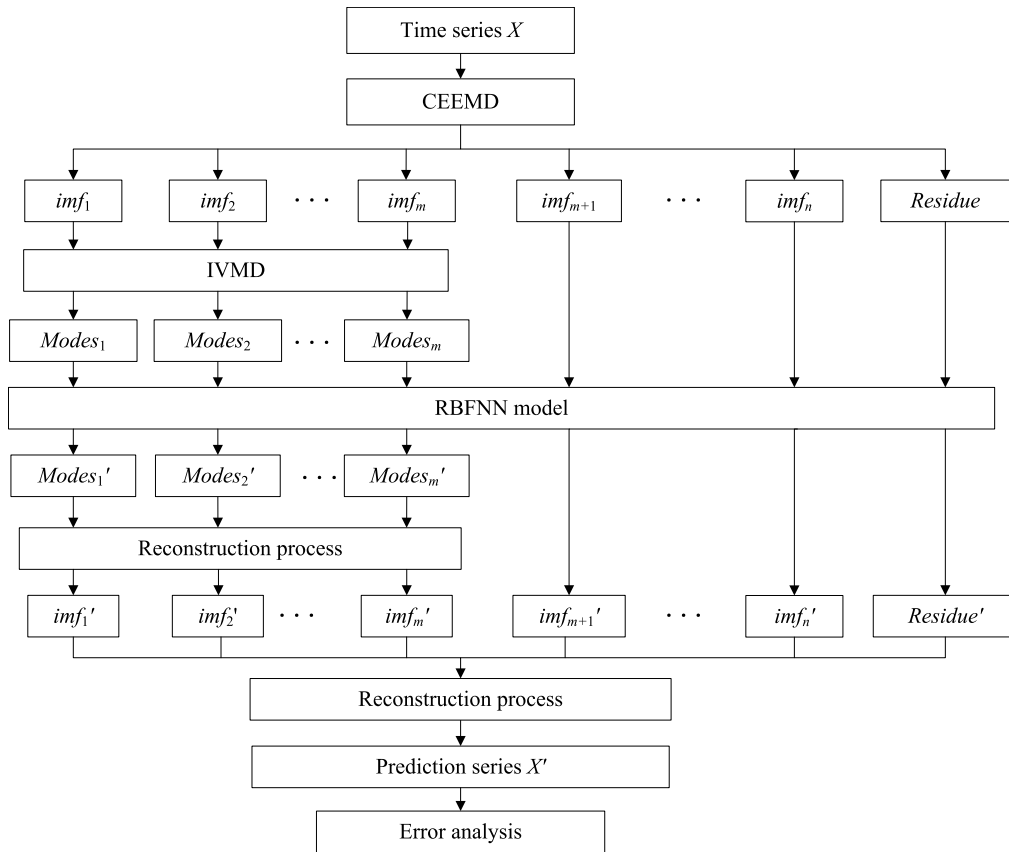 Time series X
CEEMD
imf₁ imf₂ · · · imfₘ imfₘ₊₁ · · · imfₙ Residue
IVMD
Modes₁ Modes₂ · · · Modesₘ
RBFNN model
Modes₁′ Modes₂′ · · · Modesₘ′
Reconstruction process
imf₁′ imf₂′ · · · imfₘ′ imfₘ₊₁′ · · · imfₙ′ Residue′
Reconstruction process
Prediction series X′
Error analysis